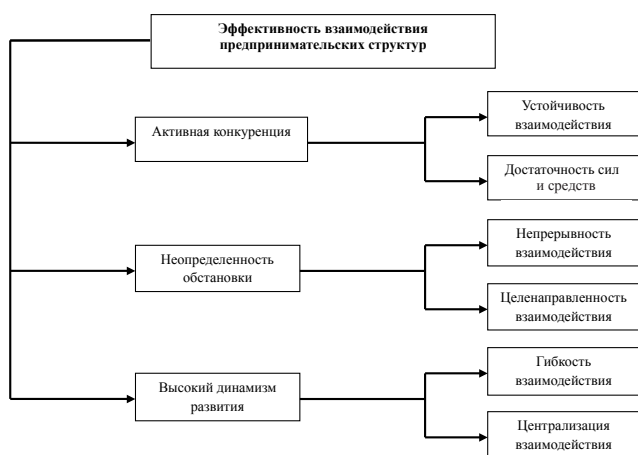 Эффективность взаимодействия
предпринимательских структур
Активная конкуренция
Устойчивость
взаимодействия
Достаточность сил
и средств
Неопределенность
обстановки
Непрерывность
взаимодействия
Целенаправленность
взаимодействия
Высокий динамизм
развития
Гибкость
взаимодействия
Централизация
взаимодействия